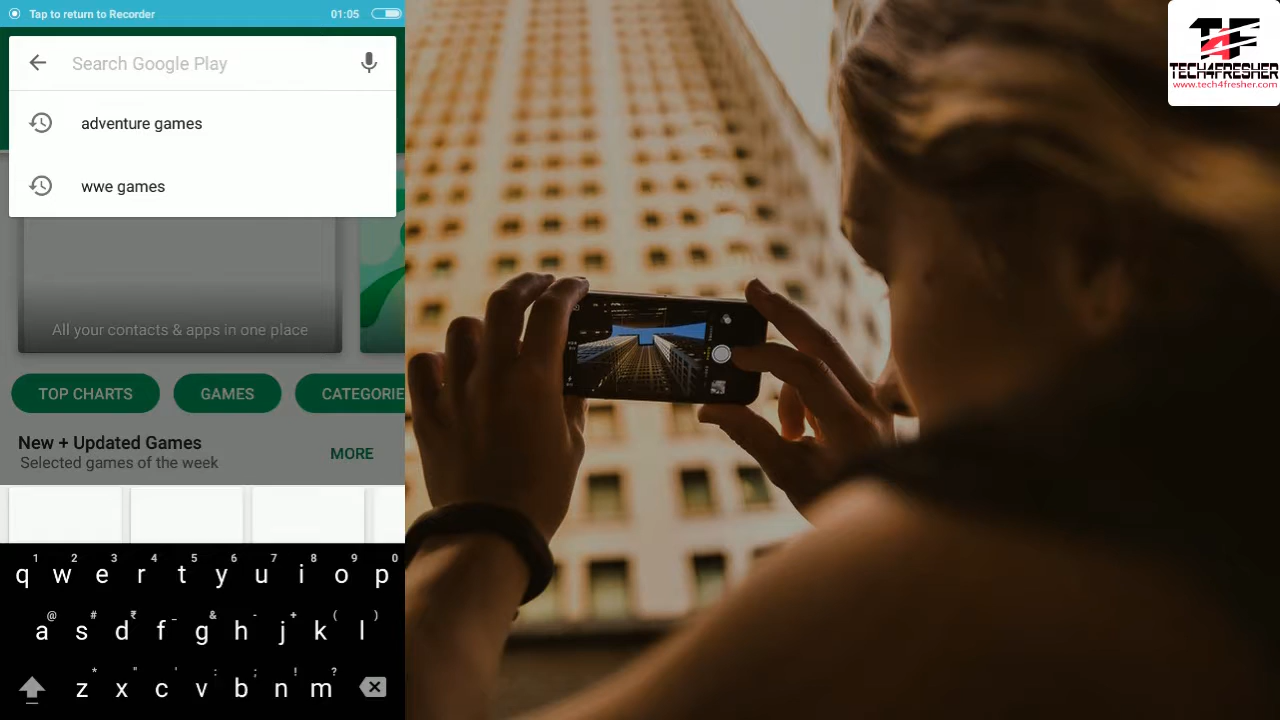 Tap to return to Recorder 01:05
Search Google Play
adventure games
wwe games
All your contacts & apps in one place
TOP CHARTS GAMES CATEGORIE
New + Updated Games
Selected games of the week
MORE
1 2 3 4 5 6 7 8 9 0
q w e r t y u i o p
@ # ₹ _ & - + ( )
a s d f g h j k l
* " ' : ; ! ?
z x c v b n m
T4F
TECH4FRESHER
www.tech4fresher.com